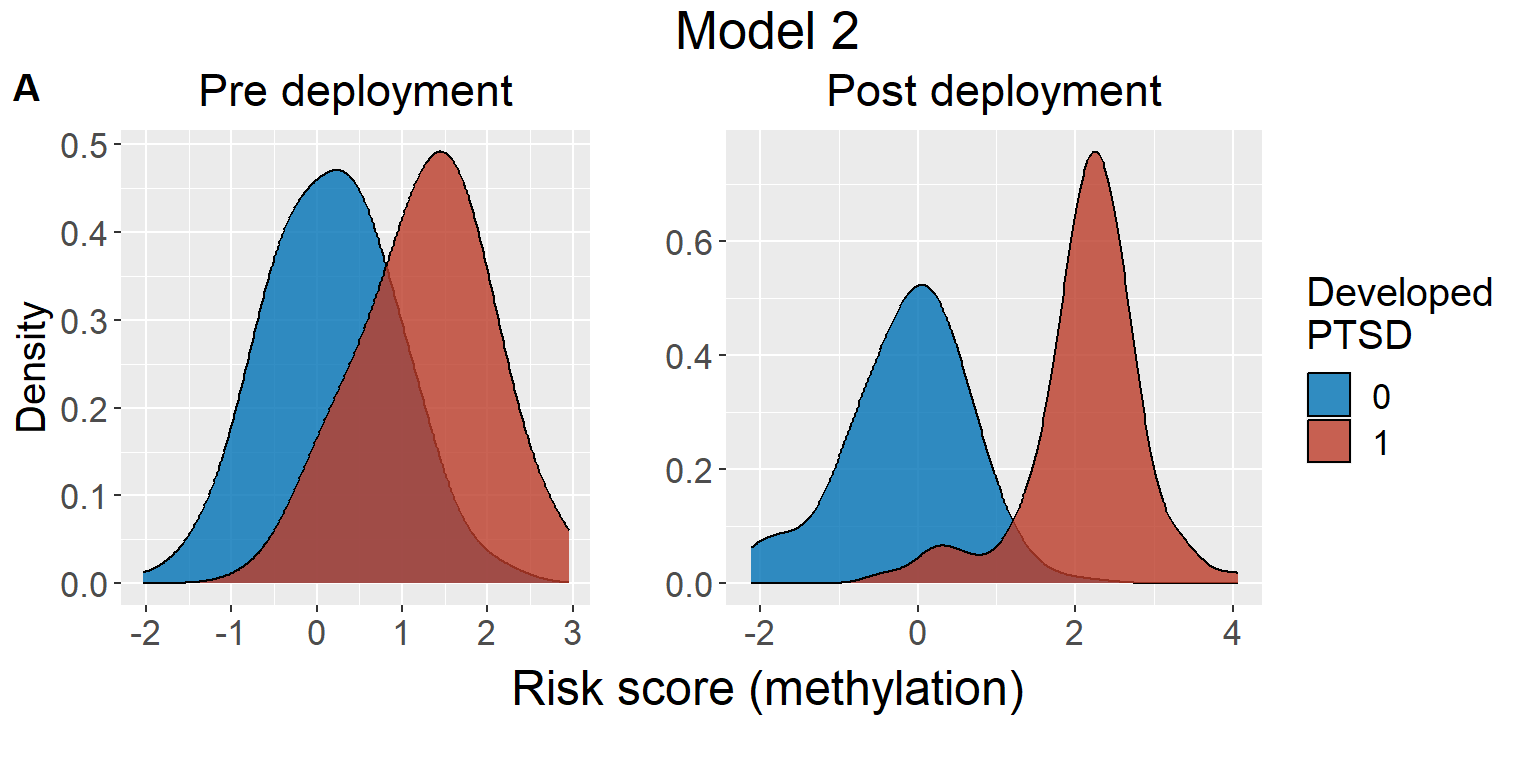 Model 2
A
Pre deployment
Post deployment
Density
0.5
0.4
0.3
0.2
0.1
0.0
-2 -1 0 1 2 3
0.6
0.4
0.2
0.0
-2 0 2 4
Risk score (methylation)
Developed
PTSD
0
1